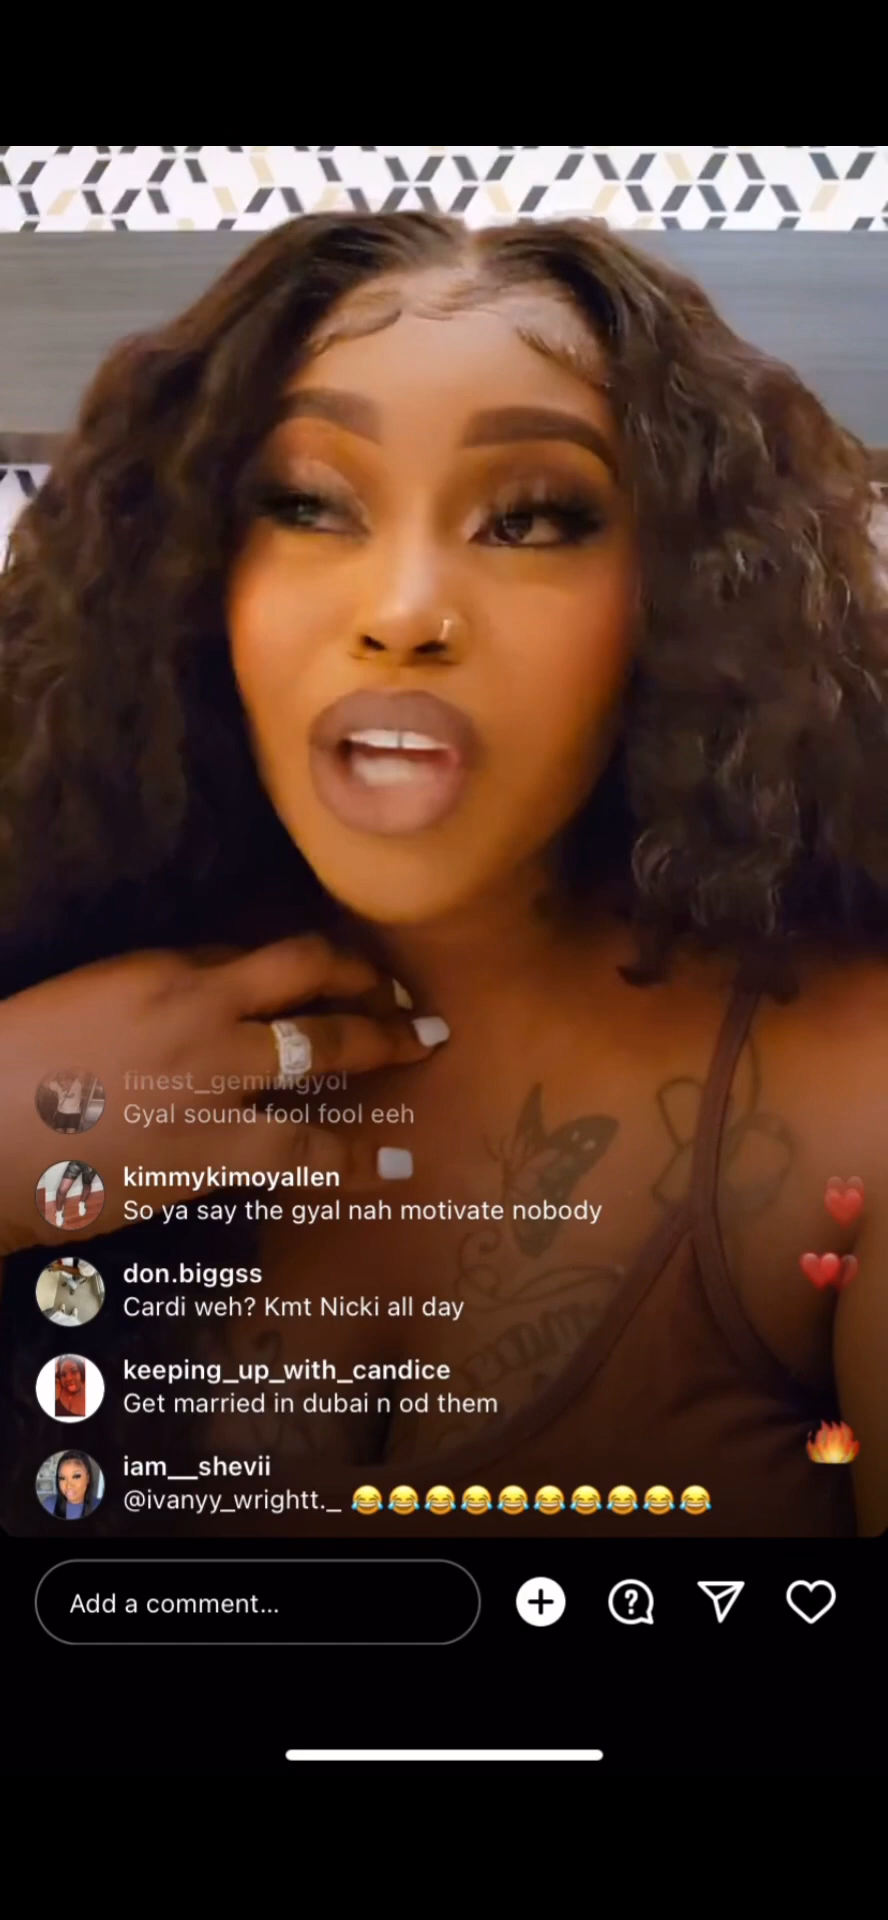 finest_geminigyol
Gyal sound fool fool eeh
kimmykimoyallen
So ya say the gyal nah motivate nobody
don.biggss
Cardi weh? Kmt Nicki all day
keeping_up_with_candice
Get married in dubai n od them
iam__shevii
@ivanyy_wrightt._ 😂😂😂😂😂😂😂😂😂😂
Add a comment...